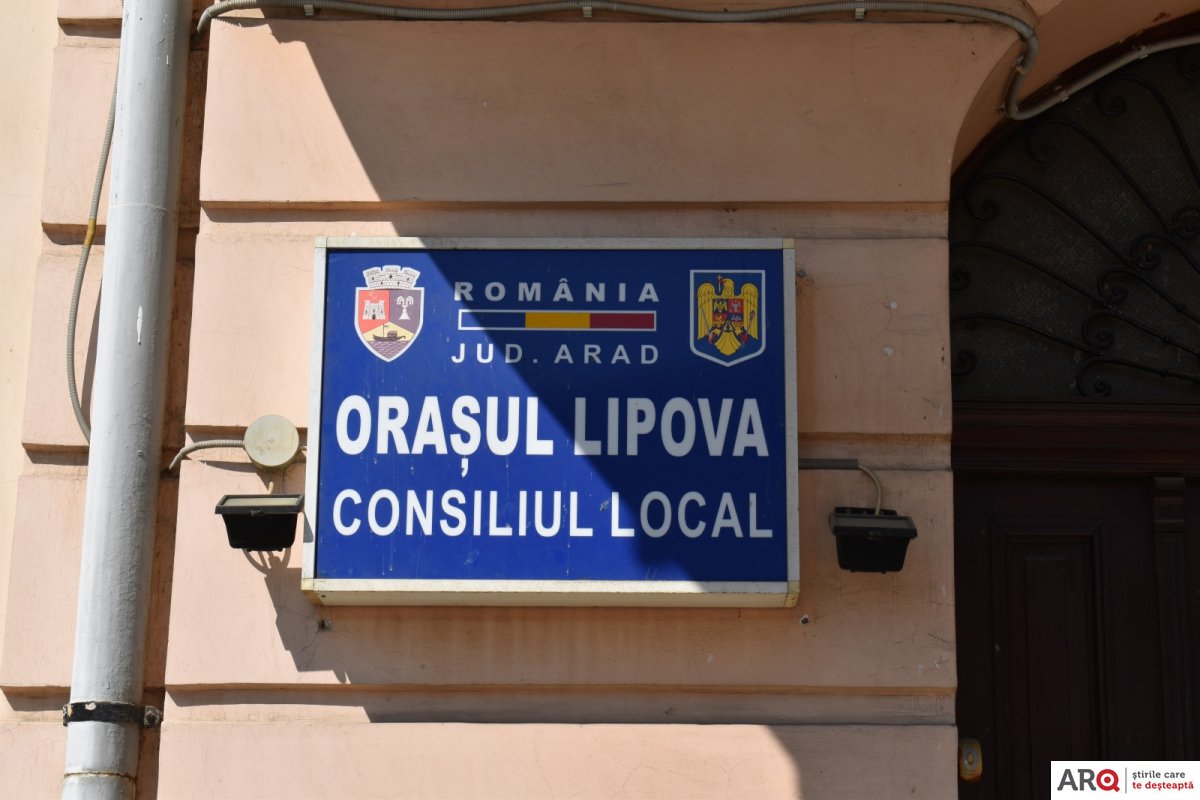 ROMÂNIA
JUD. ARAD
ORAȘUL LIPOVA
CONSILIUL LOCAL
ARQ
știrile care
te deșteaptă